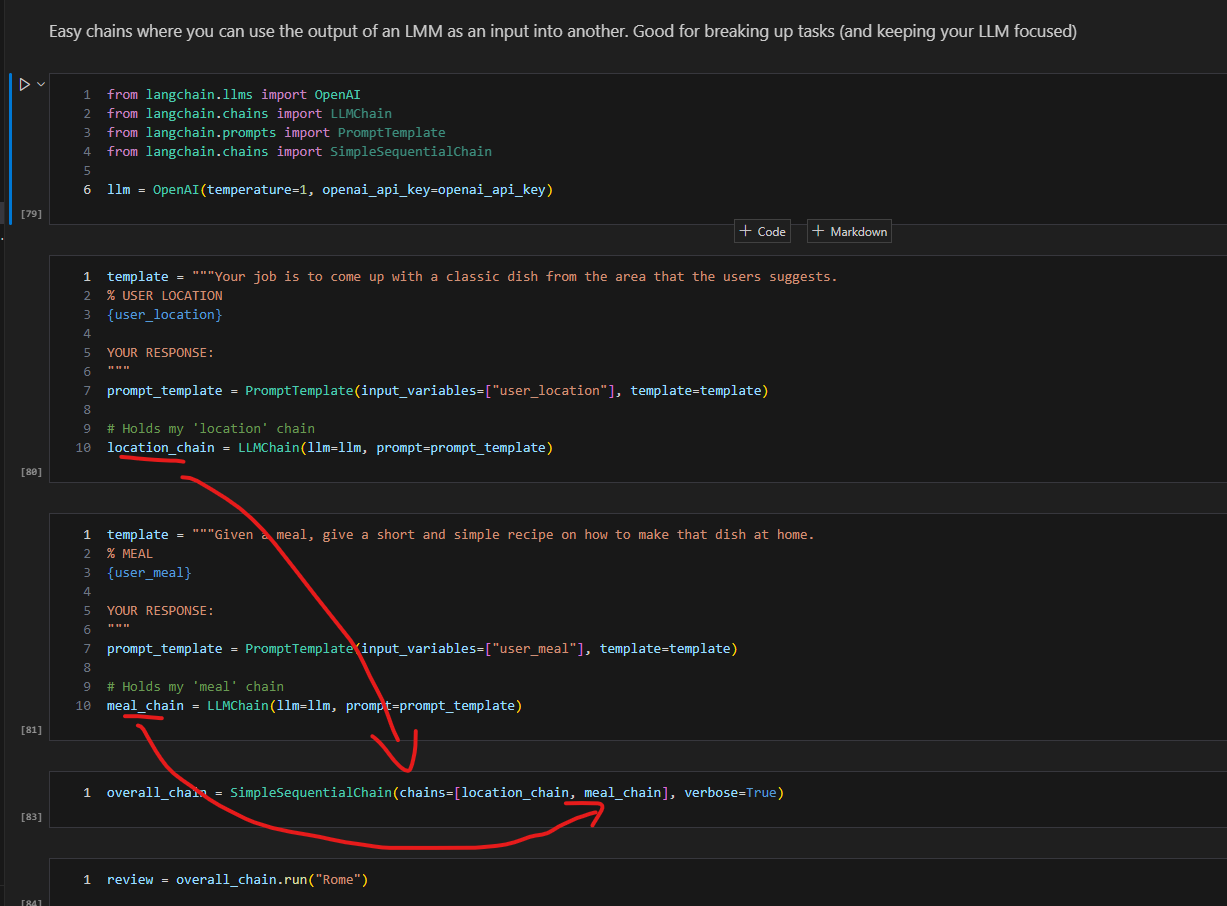 Easy chains where you can use the output of an LMM as an input into another. Good for breaking up tasks (and keeping your LLM focused)
1 from langchain.llms import OpenAI
2 from langchain.chains import LLMChain
3 from langchain.prompts import PromptTemplate
4 from langchain.chains import SimpleSequentialChain
5
6 llm = OpenAI(temperature=1, openai_api_key=openai_api_key)
[79]
+ Code + Markdown
1 template = """Your job is to come up with a classic dish from the area that the users suggests.
2 % USER LOCATION
3 {user_location}
4
5 YOUR RESPONSE:
6 """
7 prompt_template = PromptTemplate(input_variables=["user_location"], template=template)
8
9 # Holds my 'location' chain
10 location_chain = LLMChain(llm=llm, prompt=prompt_template)
[80]
1 template = """Given a meal, give a short and simple recipe on how to make that dish at home.
2 % MEAL
3 {user_meal}
4
5 YOUR RESPONSE:
6 """
7 prompt_template = PromptTemplate(input_variables=["user_meal"], template=template)
8
9 # Holds my 'meal' chain
10 meal_chain = LLMChain(llm=llm, prompt=prompt_template)
[81]
1 overall_chain = SimpleSequentialChain(chains=[location_chain, meal_chain], verbose=True)
[83]
1 review = overall_chain.run("Rome")
[84]